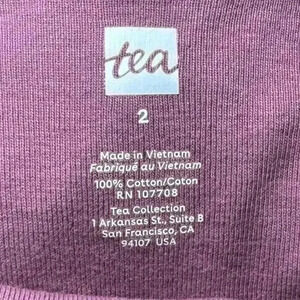 tea
2
Made in Vietnam
Fabriqué au Vietnam
100% Cotton/Coton
RN 107708
Tea Collection
1 Arkansas St., Suite B
San Francisco, CA
94107 USA